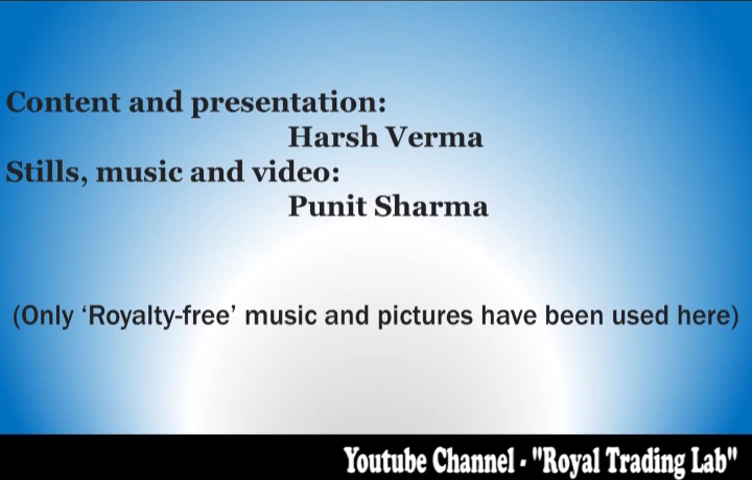 Content and presentation:
Harsh Verma
Stills, music and video:
Punit Sharma
(Only ‘Royalty-free’ music and pictures have been used here)
Youtube Channel - "Royal Trading Lab"